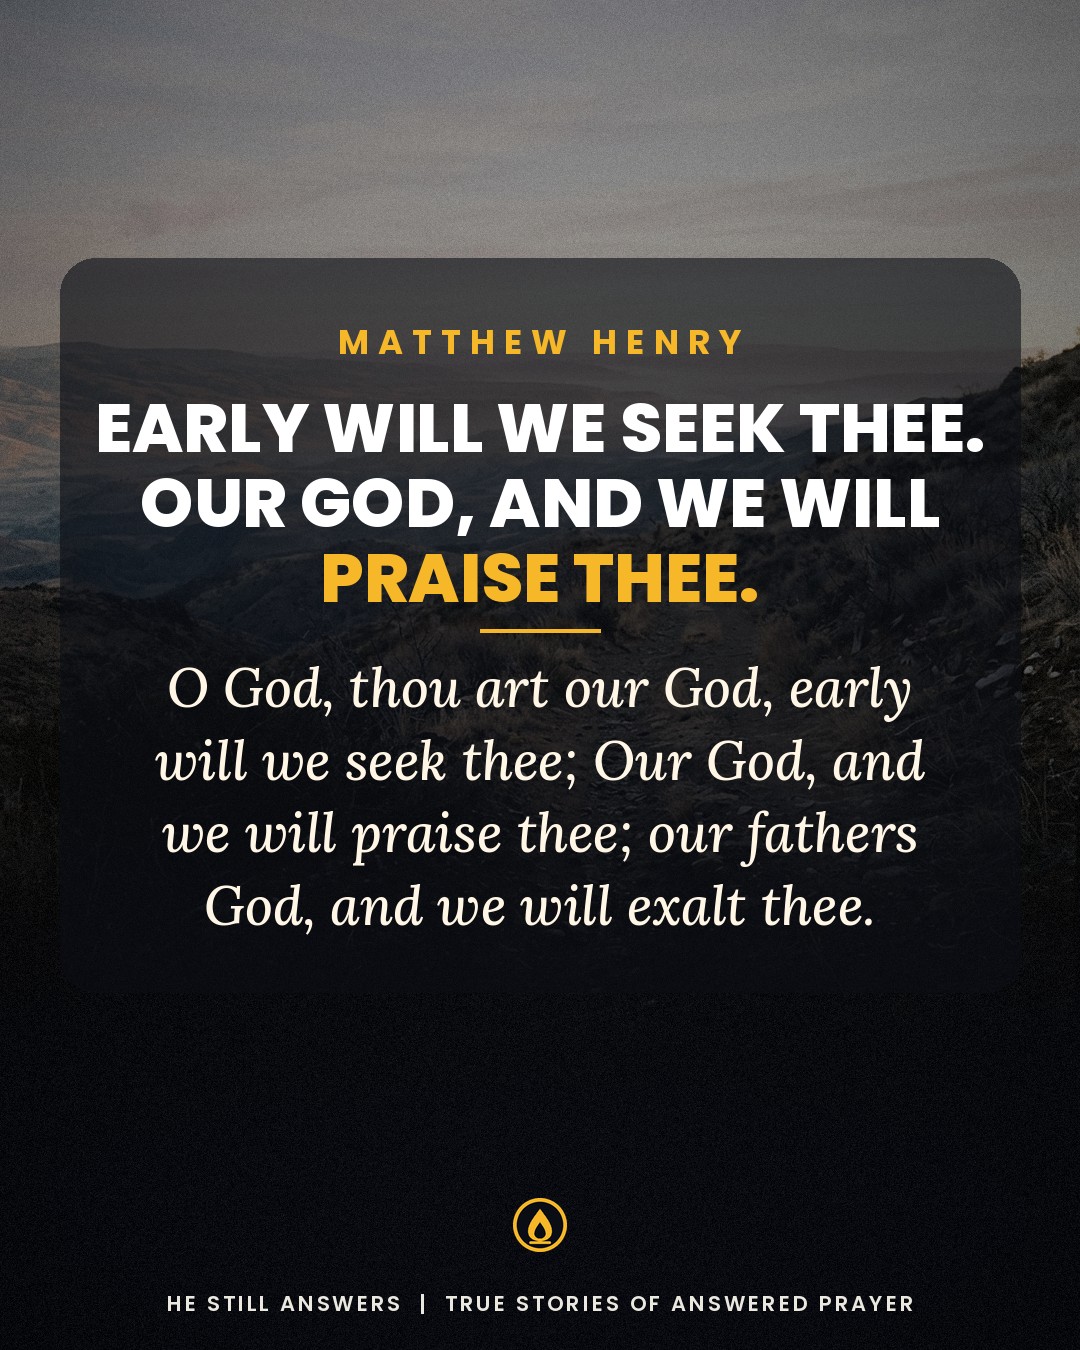 MATTHEW HENRY
EARLY WILL WE SEEK THEE.
OUR GOD, AND WE WILL
PRAISE THEE.
O God, thou art our God, early
will we seek thee; Our God, and
we will praise thee; our fathers
God, and we will exalt thee.
HE STILL ANSWERS | TRUE STORIES OF ANSWERED PRAYER